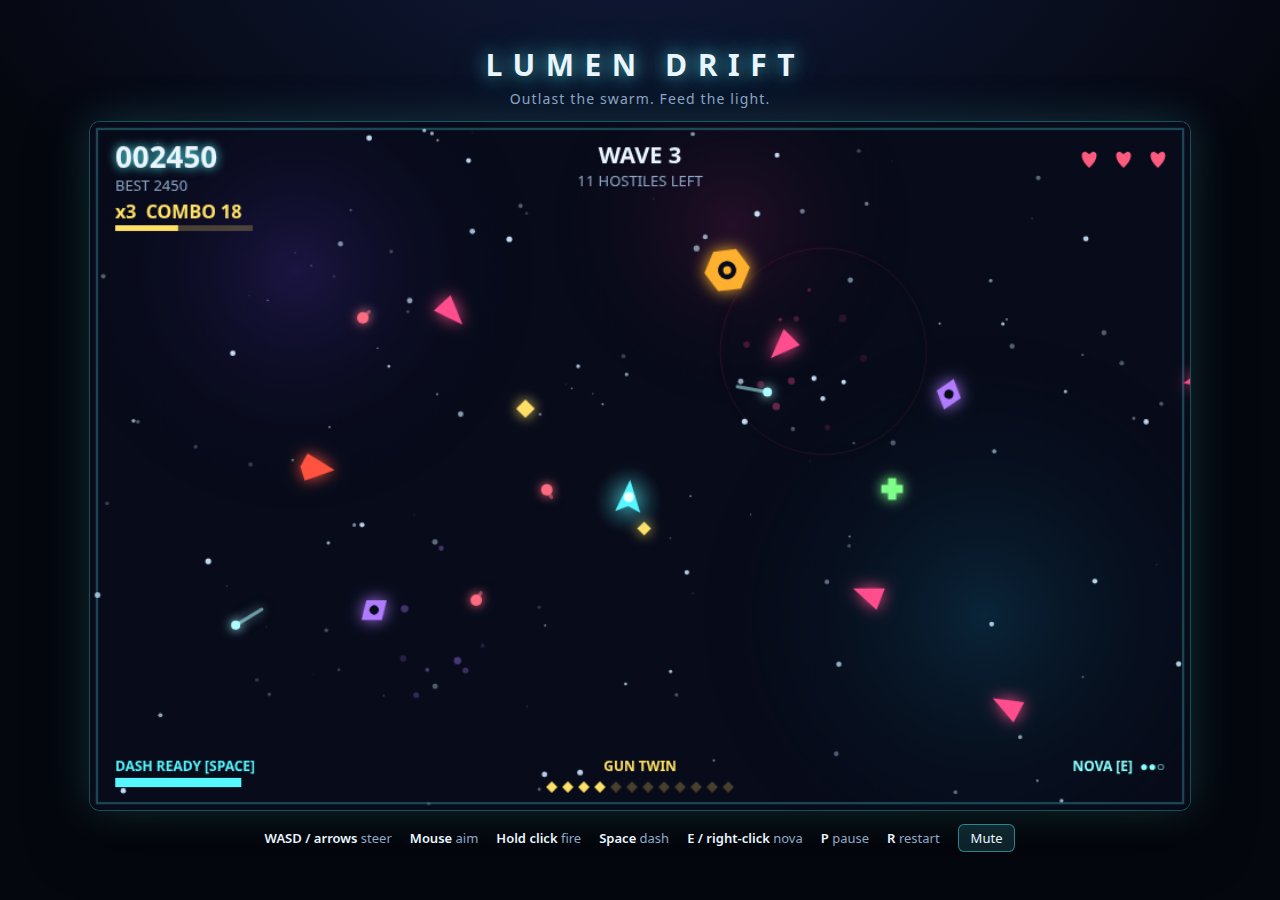 LUMEN DRIFT
Outlast the swarm. Feed the light.
002450
BEST 2450
x3 COMBO 18
WAVE 3
11 HOSTILES LEFT
DASH READY [SPACE]
GUN TWIN
NOVA [E]
WASD / arrows steer Mouse aim Hold click fire Space dash E / right-click nova P pause R restart Mute